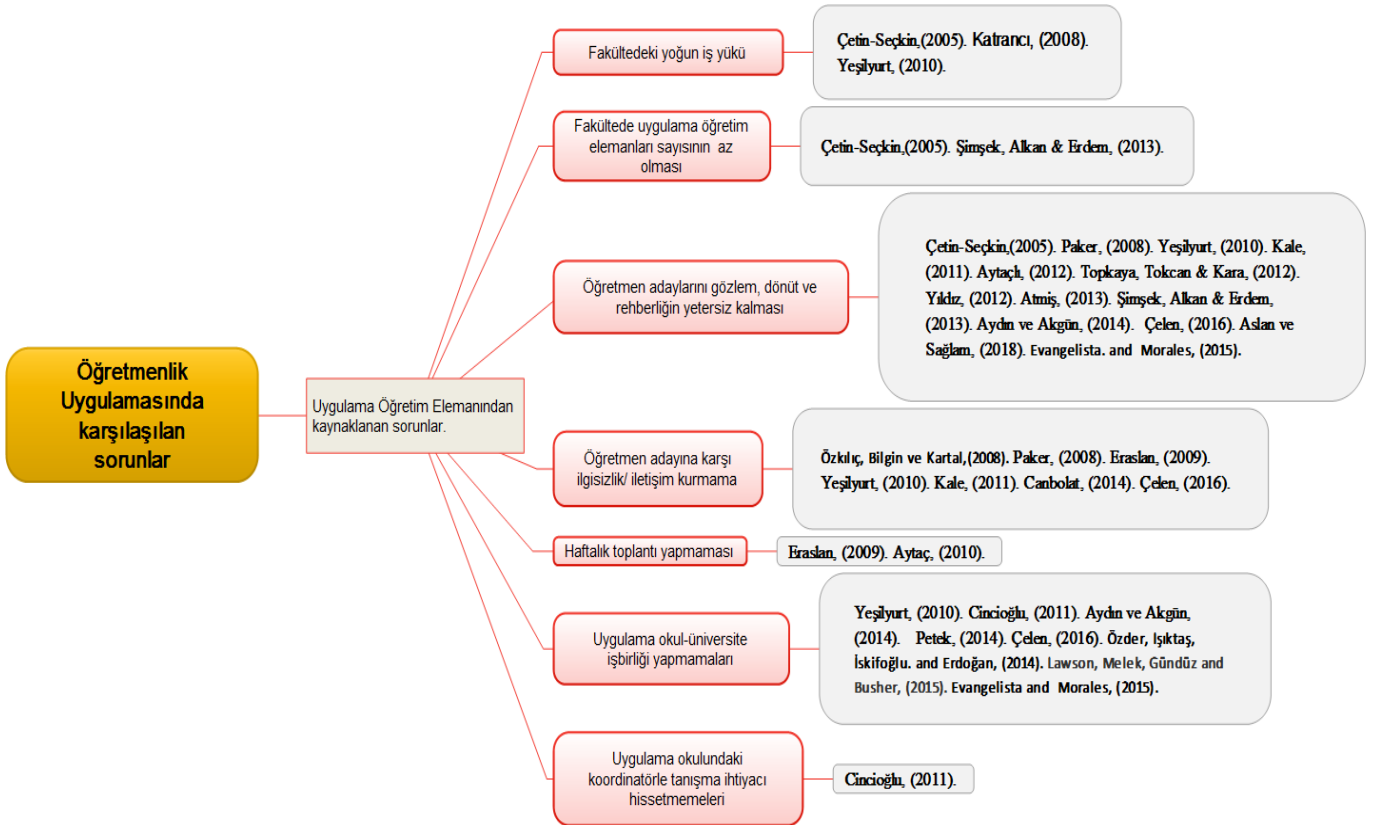 Öğretmenlik
Uygulamasında
karşılaşılan
sorunlar
Uygulama Öğretim Elemanından
kaynaklanan sorunlar.
Fakültedeki yoğun iş yükü
Çetin-Seçkin,(2005). Katrancı, (2008).
Yeşilyurt, (2010).
Fakültede uygulama öğretim
elemanları sayısının az
olması
Çetin-Seçkin,(2005). Şimşek, Alkan & Erdem, (2013).
Öğretmen adaylarını gözlem, dönüt ve
rehberliğin yetersiz kalması
Çetin-Seçkin,(2005). Paker, (2008). Yeşilyurt, (2010). Kale,
(2011). Aytaçlı, (2012). Topkaya, Tokcan & Kara, (2012).
Yıldız, (2012). Atmiş, (2013). Şimşek, Alkan & Erdem,
(2013). Aydın ve Akgün, (2014). Çelen, (2016). Aslan ve
Sağlam, (2018). Evangelista. and Morales, (2015).
Öğretmen adayına karşı
ilgisizlik/ iletişim kurmama
Özkılıç, Bilgin ve Kartal,(2008). Paker, (2008). Eraslan, (2009).
Yeşilyurt, (2010). Kale, (2011). Canbolat, (2014). Çelen, (2016).
Haftalık toplantı yapmaması
Eraslan, (2009). Aytaç, (2010).
Uygulama okul-üniversite
işbirliği yapmamaları
Yeşilyurt, (2010). Cincioğlu, (2011). Aydın ve Akgün,
(2014). Petek, (2014). Çelen, (2016). Özder, Işıktaş,
İskifoğlu. and Erdoğan, (2014). Lawson, Melek, Gündüz and
Busher, (2015). Evangelista and Morales, (2015).
Uygulama okulundaki
koordinatörle tanışma ihtiyacı
hissetmemeleri
Cincioğlu, (2011).